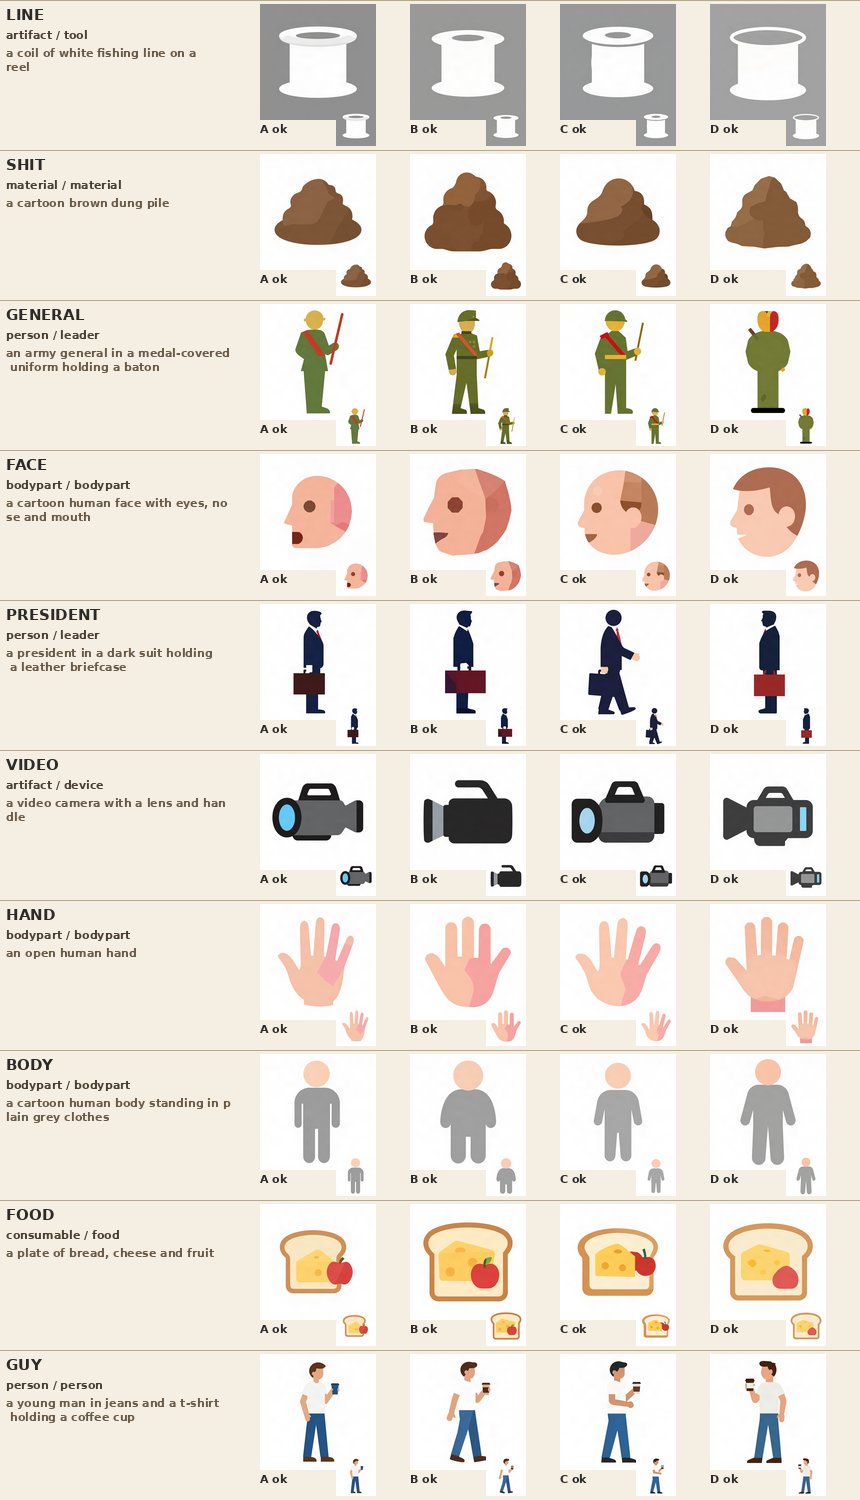 LINE
artifact / tool
a coil of white fishing line on a
reel
A ok
B ok
C ok
D ok
SHIT
material / material
a cartoon brown dung pile
A ok
B ok
C ok
D ok
GENERAL
person / leader
an army general in a medal-covered
uniform holding a baton
A ok
B ok
C ok
D ok
FACE
bodypart / bodypart
a cartoon human face with eyes, no
se and mouth
A ok
B ok
C ok
D ok
PRESIDENT
person / leader
a president in a dark suit holding
a leather briefcase
A ok
B ok
C ok
D ok
VIDEO
artifact / device
a video camera with a lens and han
dle
A ok
B ok
C ok
D ok
HAND
bodypart / bodypart
an open human hand
A ok
B ok
C ok
D ok
BODY
bodypart / bodypart
a cartoon human body standing in p
lain grey clothes
A ok
B ok
C ok
D ok
FOOD
consumable / food
a plate of bread, cheese and fruit
A ok
B ok
C ok
D ok
GUY
person / person
a young man in jeans and a t-shirt
holding a coffee cup
A ok
B ok
C ok
D ok